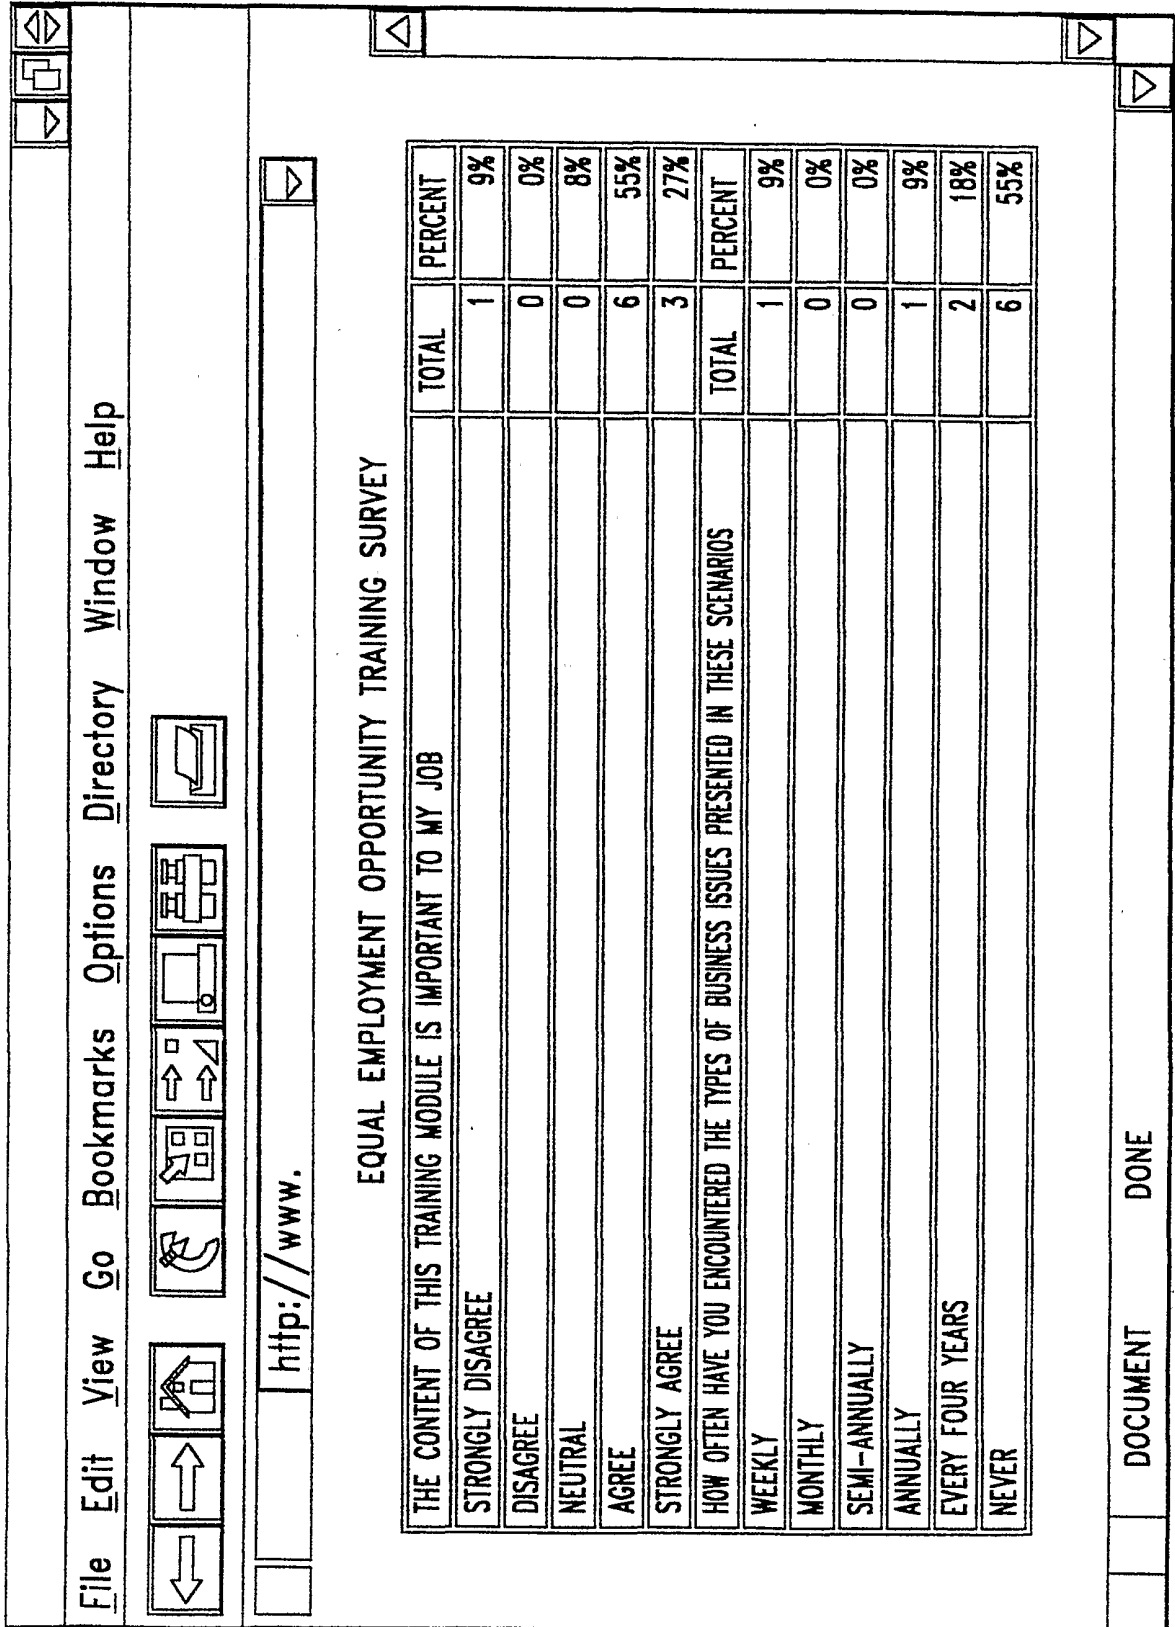 File Edit View Go Bookmarks Options Directory Window Help
http://www.
EQUAL EMPLOYMENT OPPORTUNITY TRAINING SURVEY
THE CONTENT OF THIS TRAINING MODULE IS IMPORTANT TO MY JOB TOTAL PERCENT
STRONGLY DISAGREE 1 9%
DISAGREE 0 0%
NEUTRAL 0 8%
AGREE 6 55%
STRONGLY AGREE 3 27%
HOW OFTEN HAVE YOU ENCOUNTERED THE TYPES OF BUSINESS ISSUES PRESENTED IN THESE SCENARIOS TOTAL PERCENT
WEEKLY 1 9%
MONTHLY 0 0%
SEMI-ANNUALLY 0 0%
ANNUALLY 1 9%
EVERY FOUR YEARS 2 18%
NEVER 6 55%
DOCUMENT DONE